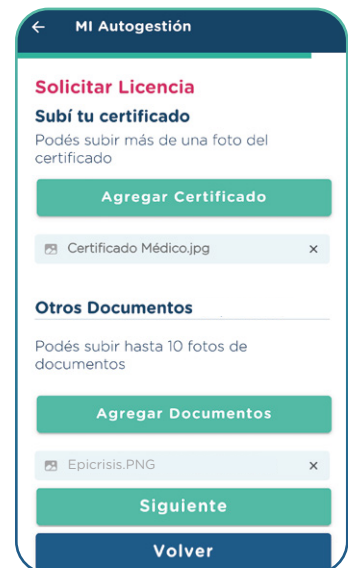 MI Autogestión
Solicitar Licencia
Subí tu certificado
Podés subir más de una foto del
certificado
Agregar Certificado
Certificado Médico.jpg
Otros Documentos
Podés subir hasta 10 fotos de
documentos
Agregar Documentos
Epicrisis.PNG
Siguiente
Volver